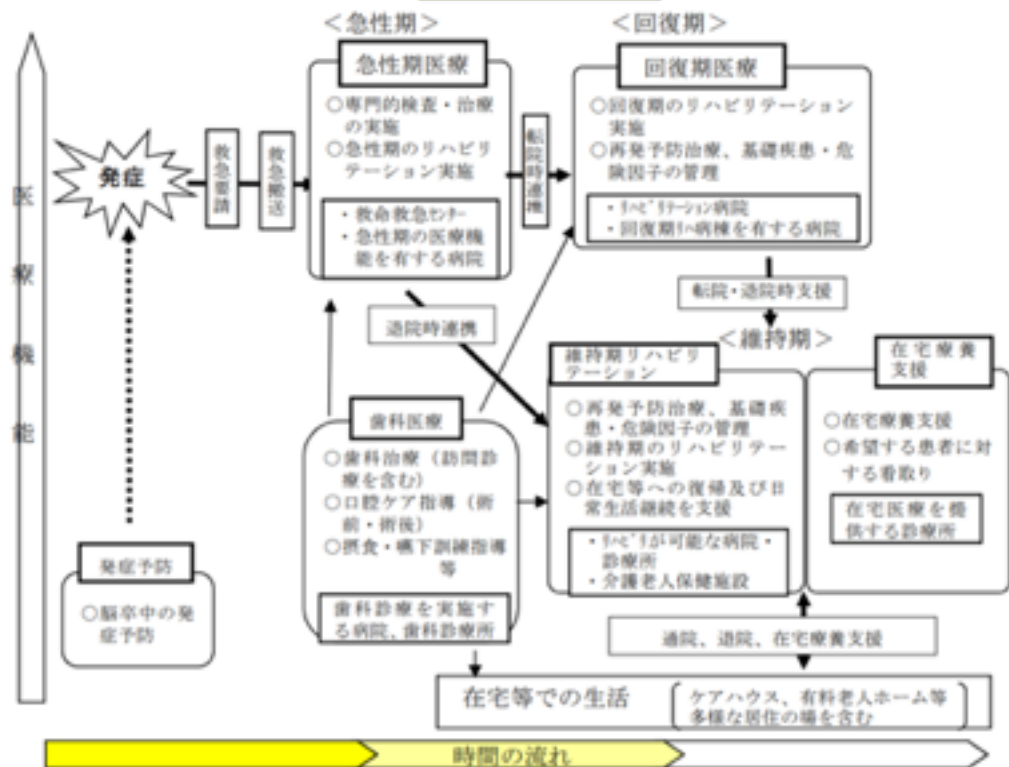 <急性期>
<回復期>
急性期医療
○専門的検査・治療
の実施
○急性期のリハビリ
テーション実施
・救命救急センター
・急性期の医療機
能を有する病院
回復期医療
○回復期のリハビリテーション
実施
○再発予防治療、基礎疾患・危
険因子の管理
・リハビリテーション病院
・回復期リハ病棟を有する病院
医療機能
発症
救急要請
救急搬送
転院時連携
退院時連携
転院・退院時支援
<維持期>
維持期リハビリ
テーション
○再発予防治療、基礎疾
患・危険因子の管理
○維持期のリハビリテー
ション実施
○在宅等への復帰及び日
常生活継続を支援
・リハビリが可能な病院・
診療所
・介護老人保健施設
在宅療養
支援
○在宅療養支援
○希望する患者に対
する看取り
在宅医療を提
供する診療所
歯科医療
○歯科治療（訪問診
療を含む）
○口腔ケア指導（術
前・術後）
○摂食・嚥下訓練指導
等
歯科診療を実施す
る病院、歯科診療所
発症予防
○脳卒中の発
症予防
通院、退院、在宅療養支援
在宅等での生活
ケアハウス、有料老人ホーム等
多様な居住の場を含む
時間の流れ